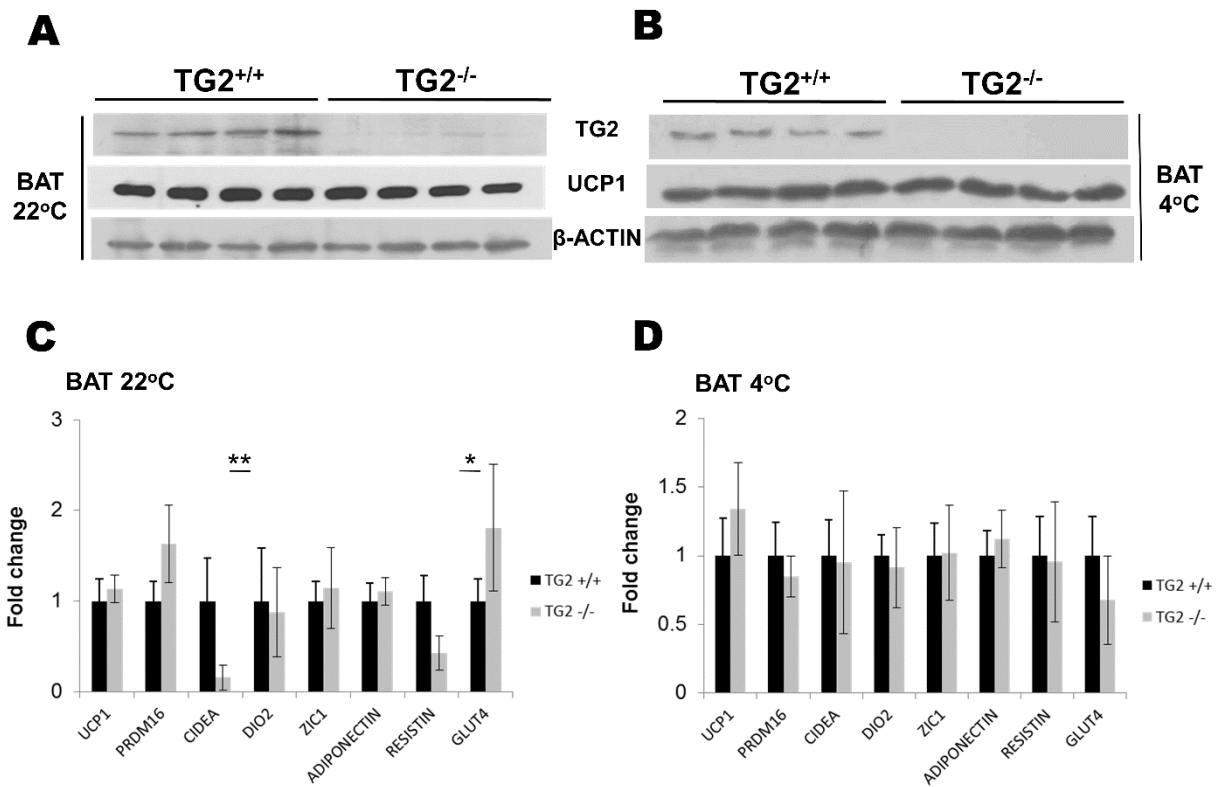 A
TG2+/+ TG2-/-
BAT
22oC
B
TG2+/+ TG2-/-
TG2
UCP1
β-ACTIN
BAT
4oC
C
BAT 22oC
Fold change
3
2
1
0
**
*
UCP1
PRDM16
CIDEA
DIO2
ZIC1
ADIPONECTIN
RESISTIN
GLUT4
TG2 +/+
TG2 -/-
D
BAT 4oC
Fold change
2
1.5
1
0.5
0
UCP1
PRDM16
CIDEA
DIO2
ZIC1
ADIPONECTIN
RESISTIN
GLUT4
TG2 +/+
TG2 -/-